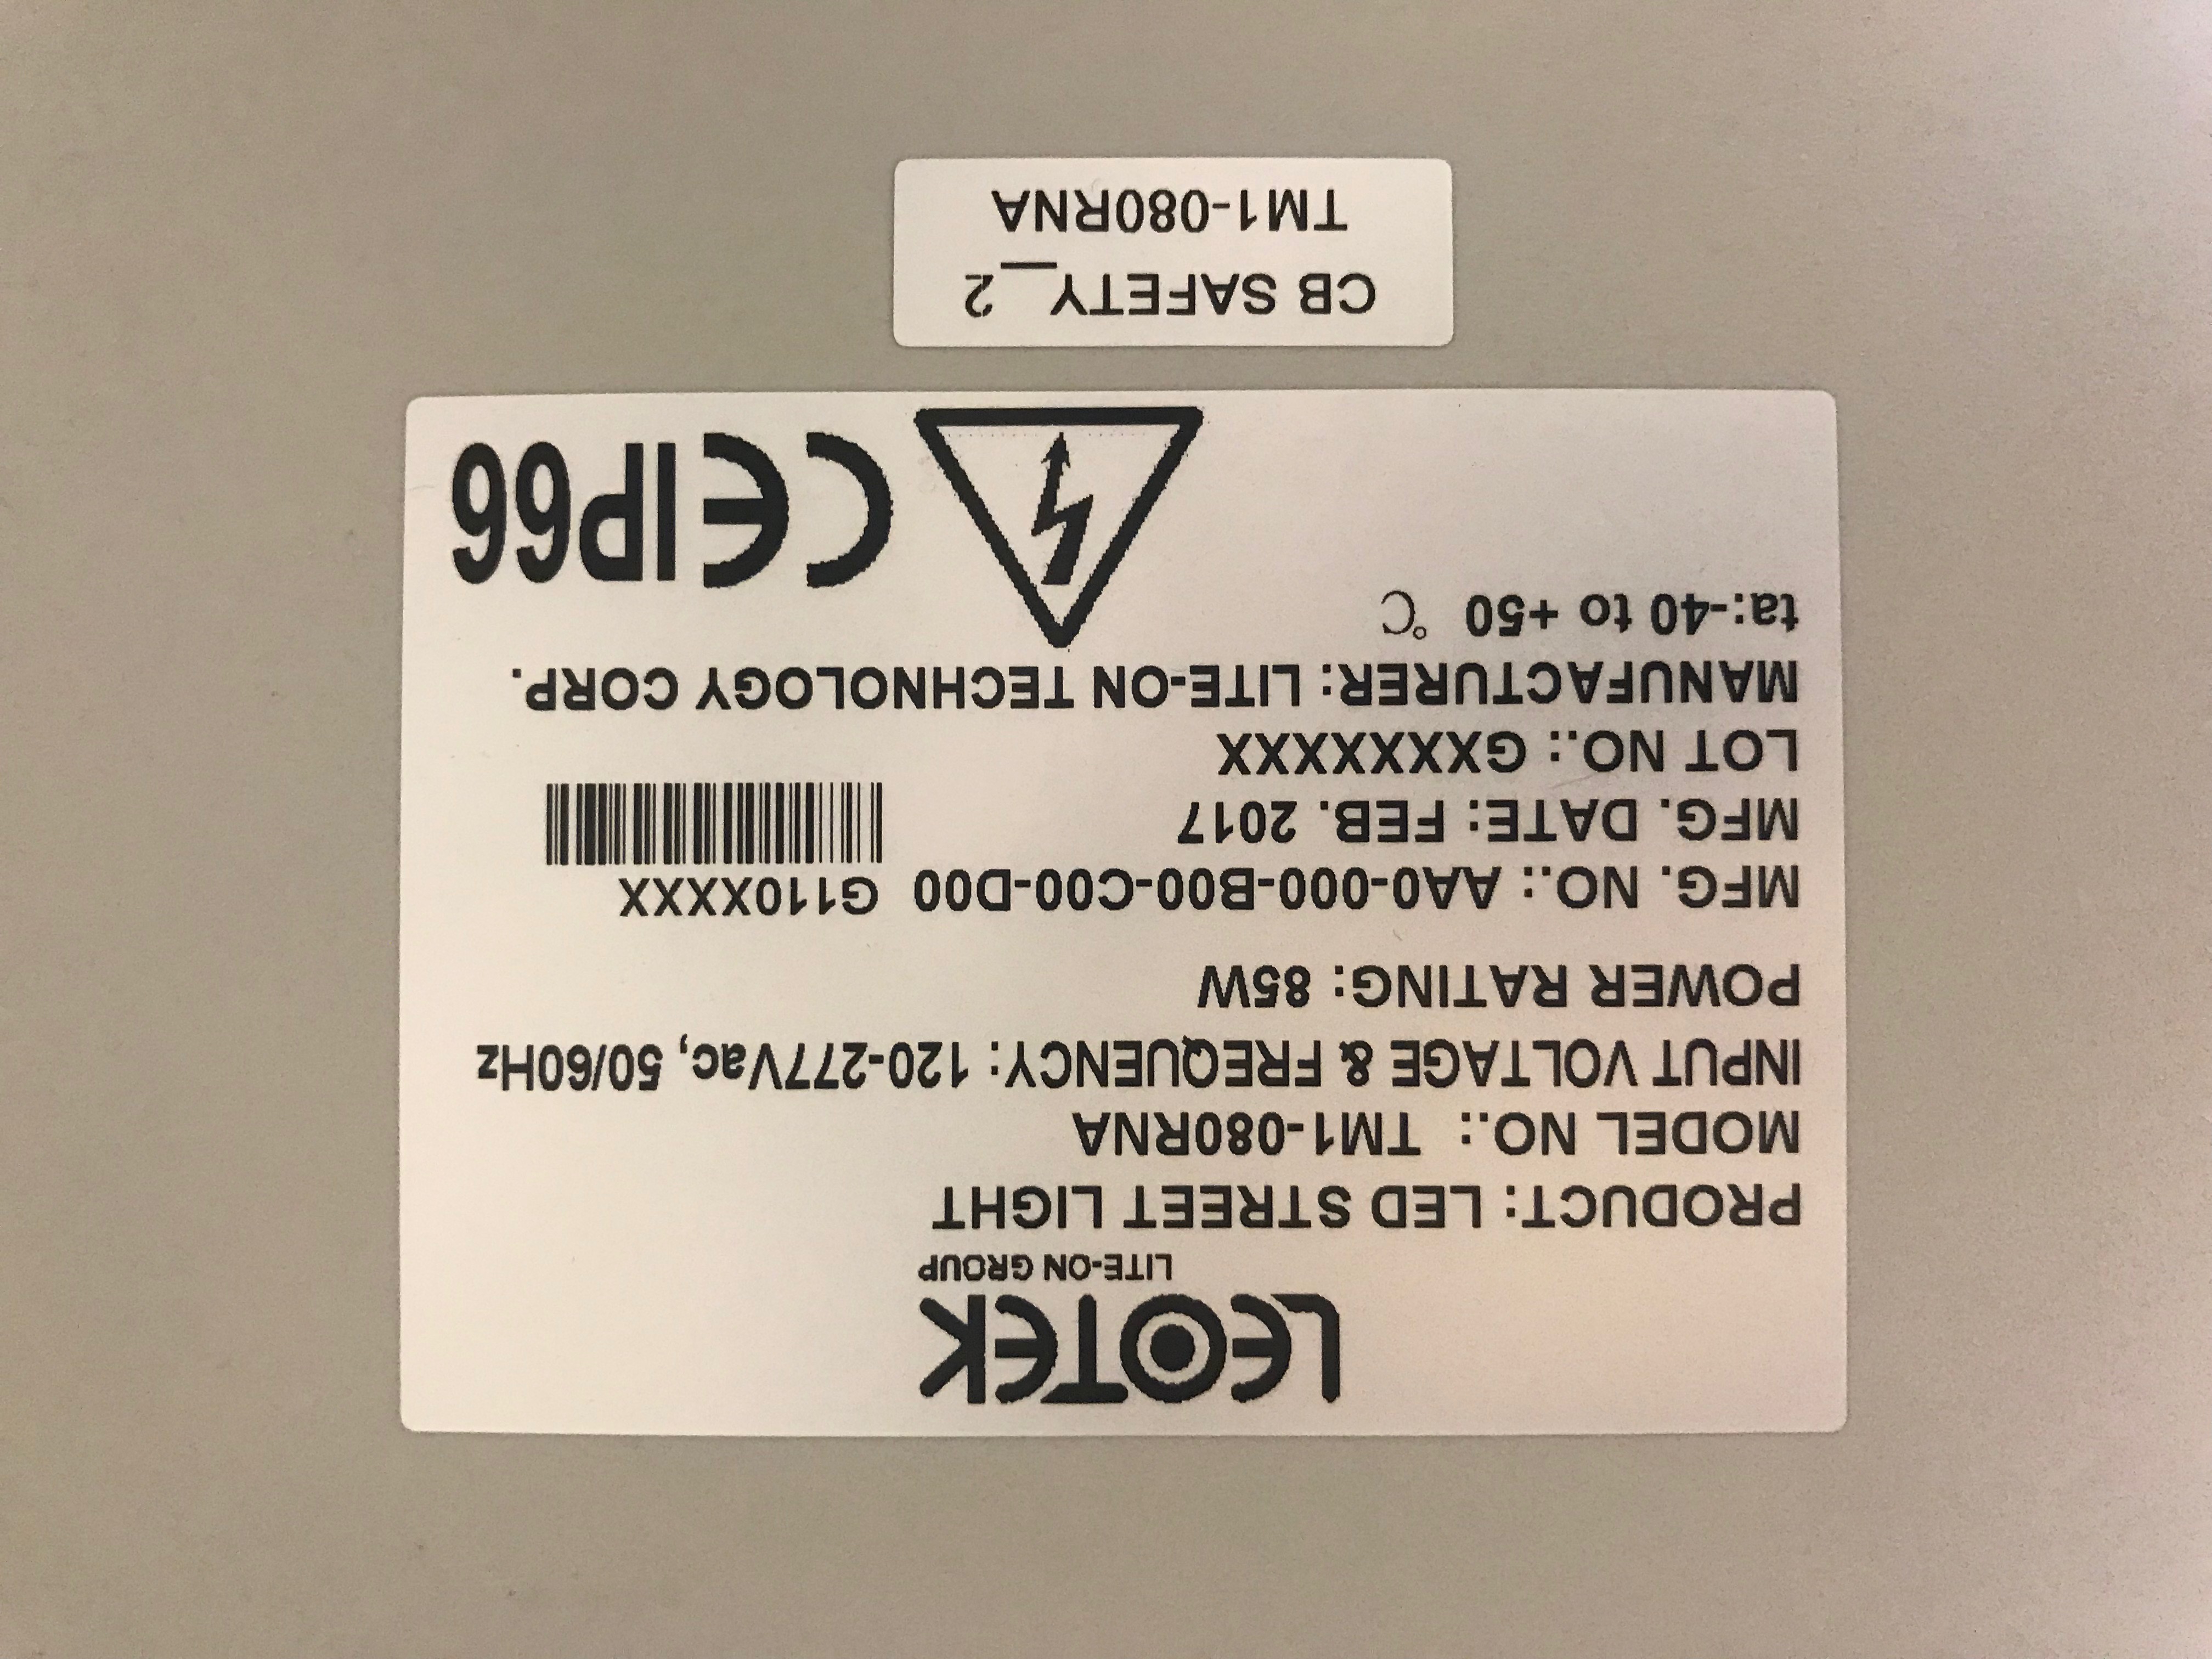 LEOTEK
LITE-ON GROUP
PRODUCT: LED STREET LIGHT
MODEL NO.: TM1-080RNA
INPUT VOLTAGE & FREQUENCY: 120-277Vac, 50/60Hz
POWER RATING: 85W
MFG. NO.: AA0-000-B00-C00-D00 G110XXXX
MFG. DATE: FEB. 2017
LOT NO.: GXXXXXXX
MANUFACTURER: LITE-ON TECHNOLOGY CORP.
ta:-40 to +50 ℃
CE IP66
CB SAFETY__2
TM1-080RNA